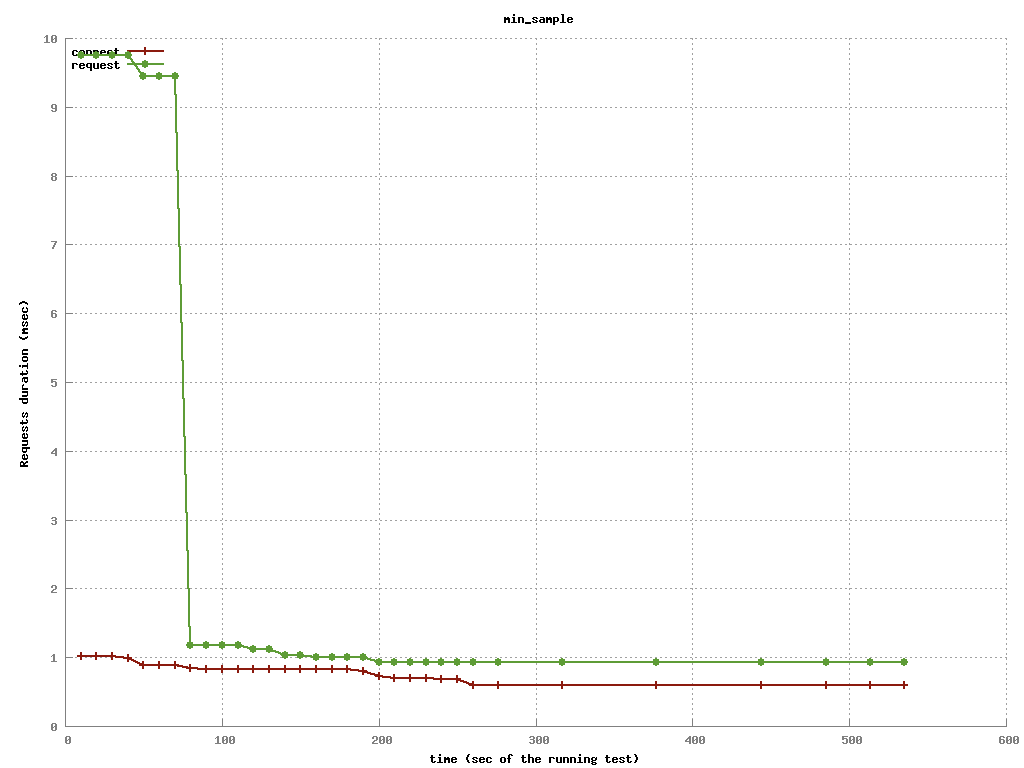 min_sample
connect
request
10
9
8
7
6
5
4
3
2
1
0
Requests duration (msec)
0 100 200 300 400 500 600
time (sec of the running test)